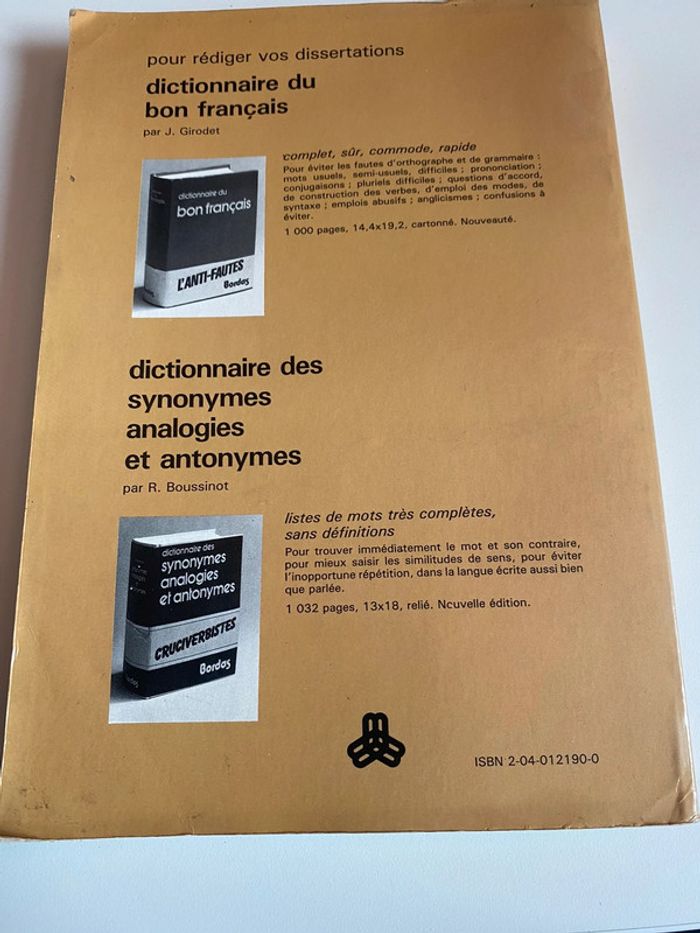 pour rédiger vos dissertations
dictionnaire du
bon français
par J. Girodet
complet, sûr, commode, rapide
Pour éviter les fautes d'orthographe et de grammaire :
mots usuels, semi-usuels, difficiles ; prononciation ;
conjugaisons ; pluriels difficiles ; questions d'accord,
de construction des verbes, d'emploi des modes, de
syntaxe ; emplois abusifs ; anglicismes ; confusions à
éviter.
1 000 pages, 14,4x19,2, cartonné. Nouveauté.
dictionnaire du
bon français
L'ANTI-FAUTES
Bordas
dictionnaire des
synonymes
analogies
et antonymes
par R. Boussinot
listes de mots très complètes,
sans définitions
Pour trouver immédiatement le mot et son contraire,
pour mieux saisir les similitudes de sens, pour éviter
l'inopportune répétition, dans la langue écrite aussi bien
que parlée.
1 032 pages, 13x18, relié. Nouvelle édition.
dictionnaire des
synonymes
analogies
et antonymes
CRUCIVERBISTES
Bordas
ISBN 2-04-012190-0